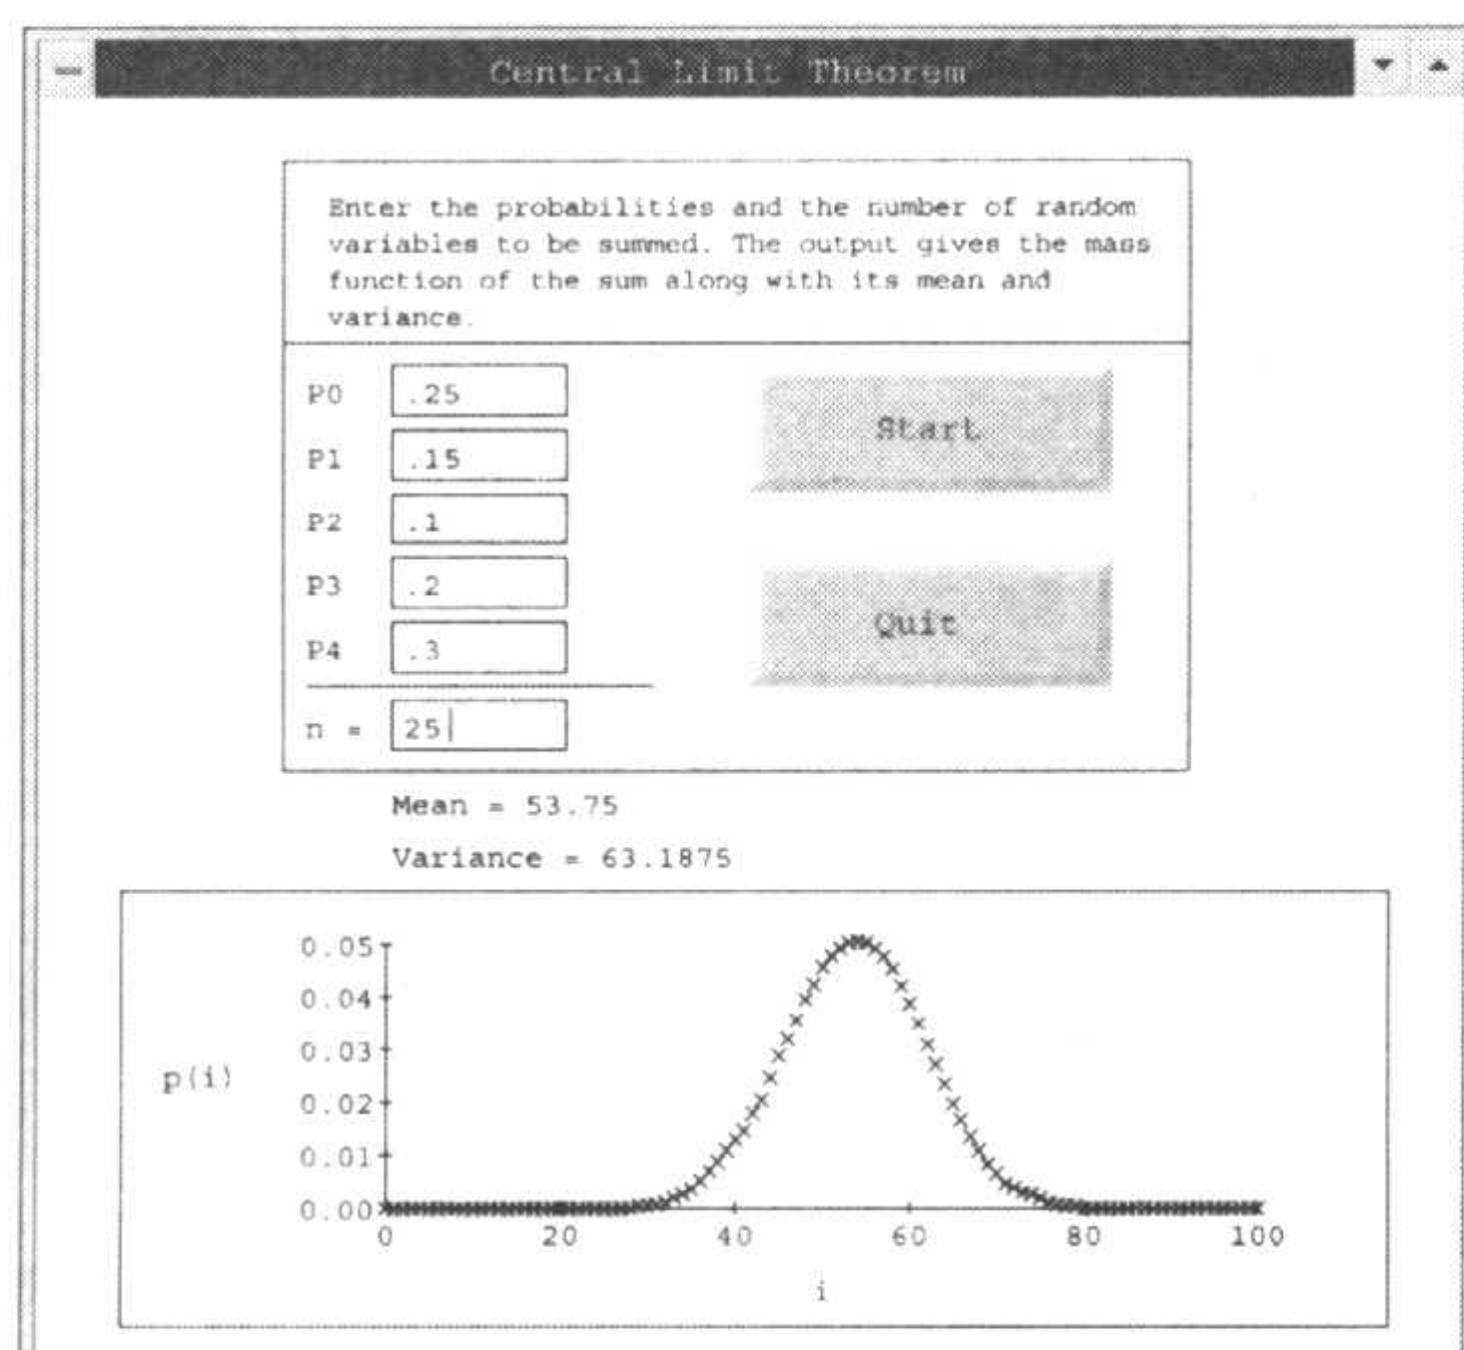 Central Limit Theorem
Enter the probabilities and the number of random
variables to be summed. The output gives the mass
function of the sum along with its mean and
variance.
P0 .25
Start
P1 .15
P2 .1
P3 .2
Quit
P4 .3
n = 25
Mean = 53.75
Variance = 63.1875
0.05
0.04
0.03
p(i)
0.02
0.01
0.00
0 20 40 60 80 100
i